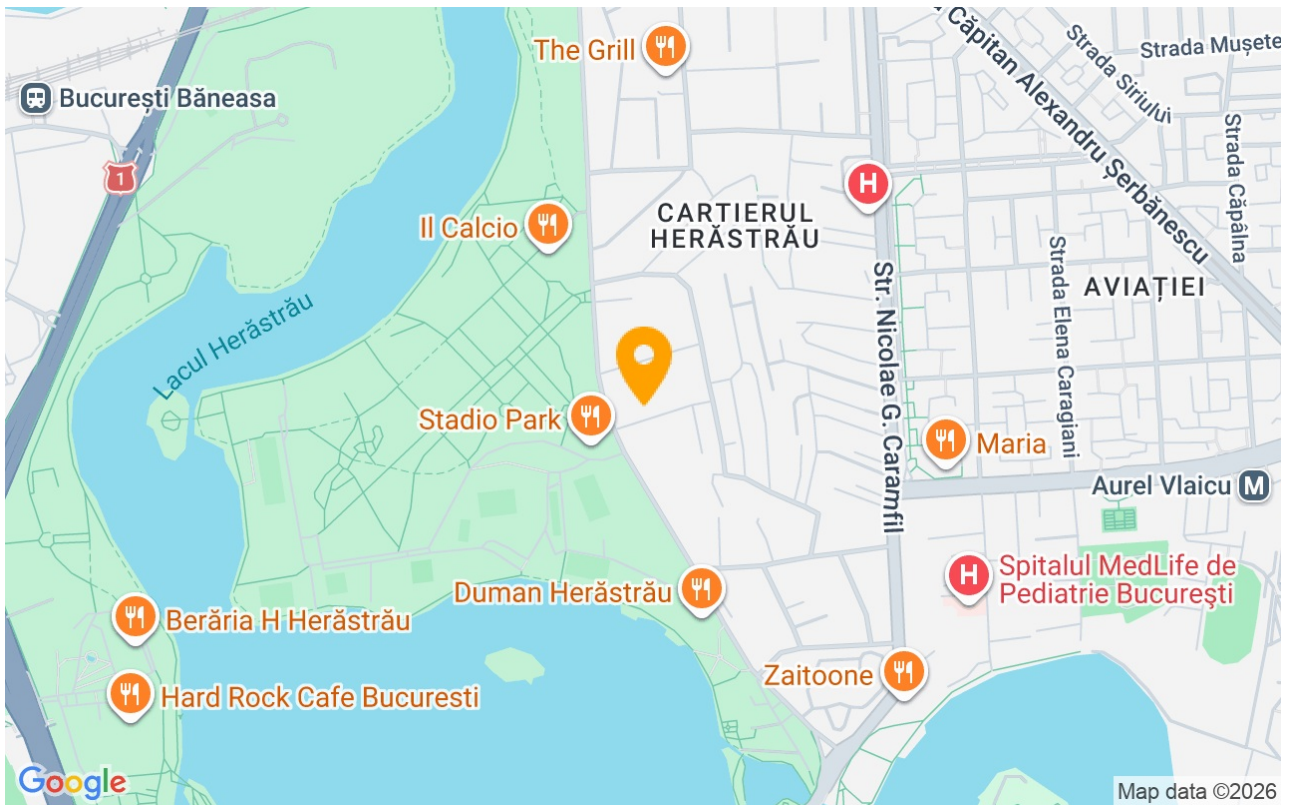 The Grill
Căpitan Alexandru Șerbănescu
Strada Siriului
Strada Mușete
București Băneasa
Strada Căpâlna
1
H
Il Calcio
CARTIERUL
HERĂSTRĂU
Strada Elena Caragiani
AVIAȚIEI
Str. Nicolae G. Caramfil
Lacul Herăstrău
Stadio Park
Maria
Aurel Vlaicu M
H
Spitalul MedLife de
Pediatrie București
Duman Herăstrău
Berăria H Herăstrău
Zaitoone
Hard Rock Cafe Bucuresti
Google
Map data ©2026